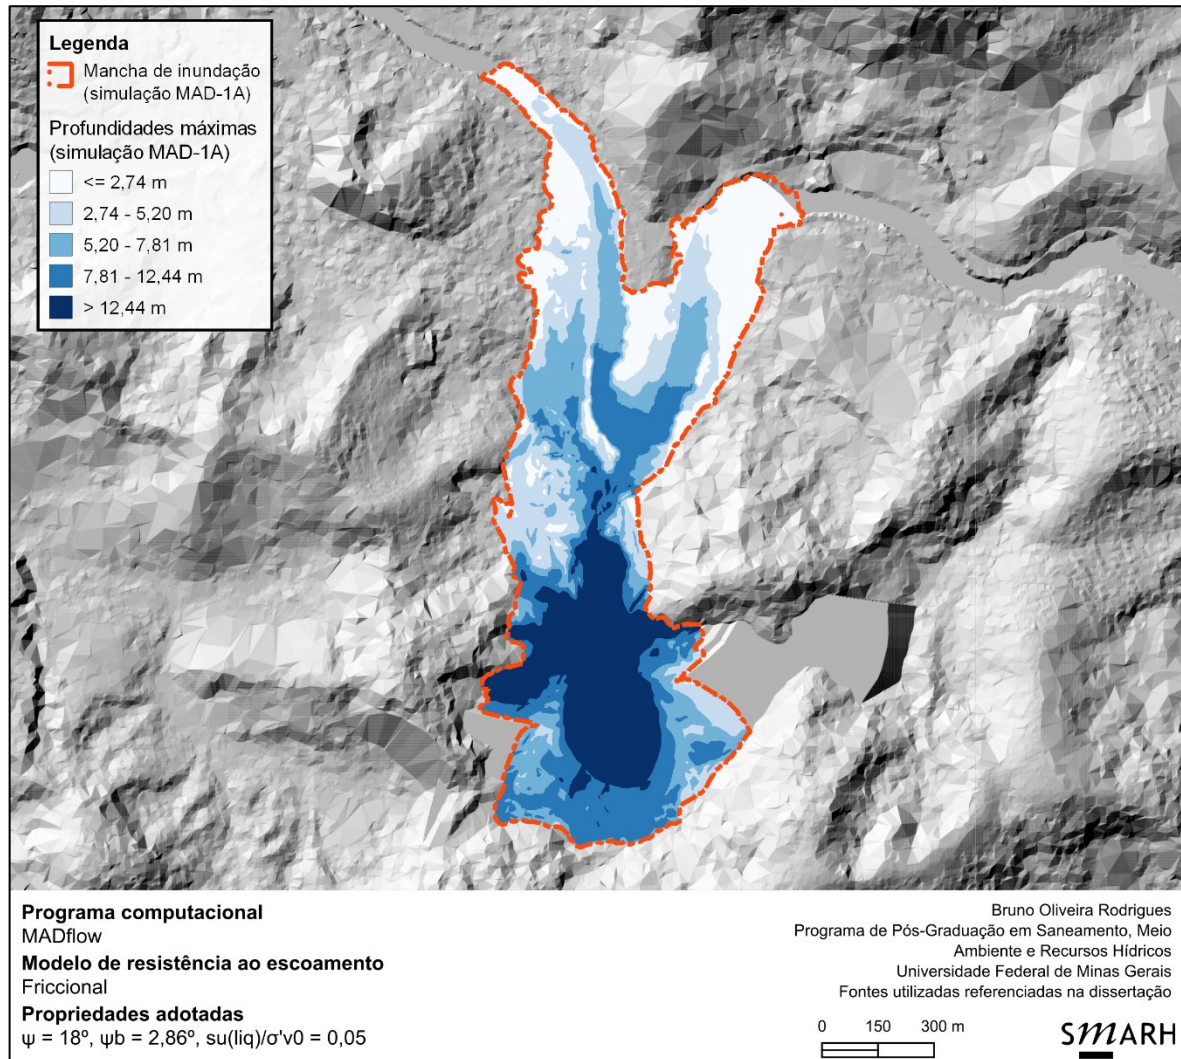 Legenda
Mancha de inundação
(simulação MAD-1A)
Profundidades máximas
(simulação MAD-1A)
<= 2,74 m
2,74 - 5,20 m
5,20 - 7,81 m
7,81 - 12,44 m
> 12,44 m
Programa computacional
MADflow
Modelo de resistência ao escoamento
Friccional
Propriedades adotadas
ψ = 18º, ψb = 2,86º, su(liq)/σ'v0 = 0,05
Bruno Oliveira Rodrigues
Programa de Pós-Graduação em Saneamento, Meio
Ambiente e Recursos Hídricos
Universidade Federal de Minas Gerais
Fontes utilizadas referenciadas na dissertação
0 150 300 m
SMARH